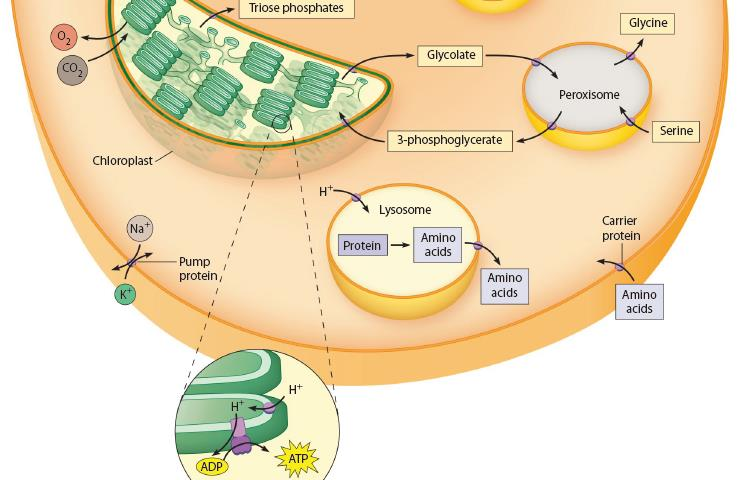 Triose phosphates
Glycine
O2
Glycolate
CO2
Peroxisome
Serine
3-phosphoglycerate
Chloroplast
H+
Lysosome
Na+
Carrier
protein
Protein
Amino
acids
Pump
protein
Amino
acids
K+
Amino
acids
H+
H+
ADP
ATP